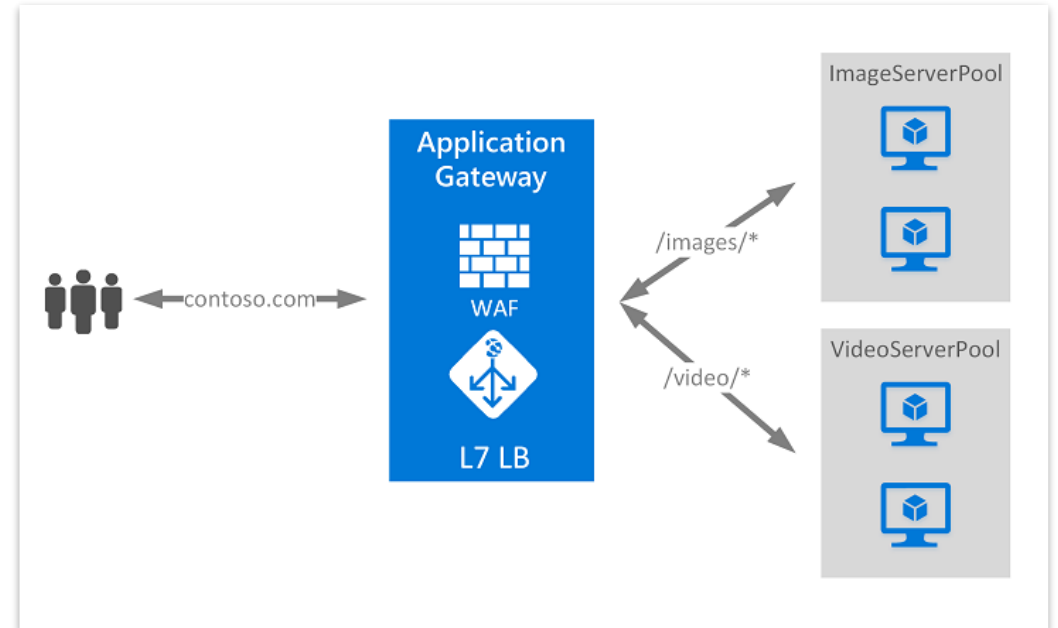 contoso.com
Application
Gateway
WAF
L7 LB
/images/*
/video/*
ImageServerPool
VideoServerPool